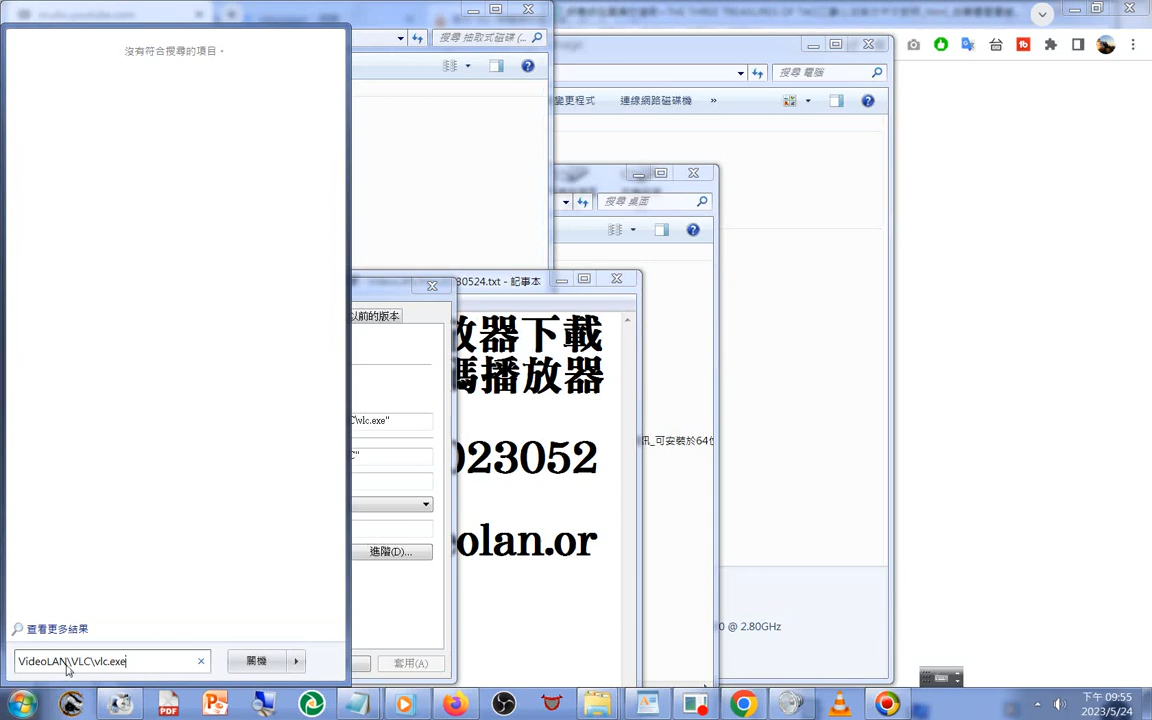 沒有符合搜尋的項目。
查看更多結果
VideoLAN\VLC\vlc.exe
關機
搜尋 抽取式磁碟 (...
搜尋 電腦
變更程式
連線網路磁碟機
»
搜尋 桌面
30524.txt - 記事本
放器下載
碼播放器
023052
eolan.or
以前的版本
C\vlc.exe"
C"
進階(D)...
套用(A)
訊_可安裝於64位
0 @ 2.80GHz
下午 09:55
2023/5/24